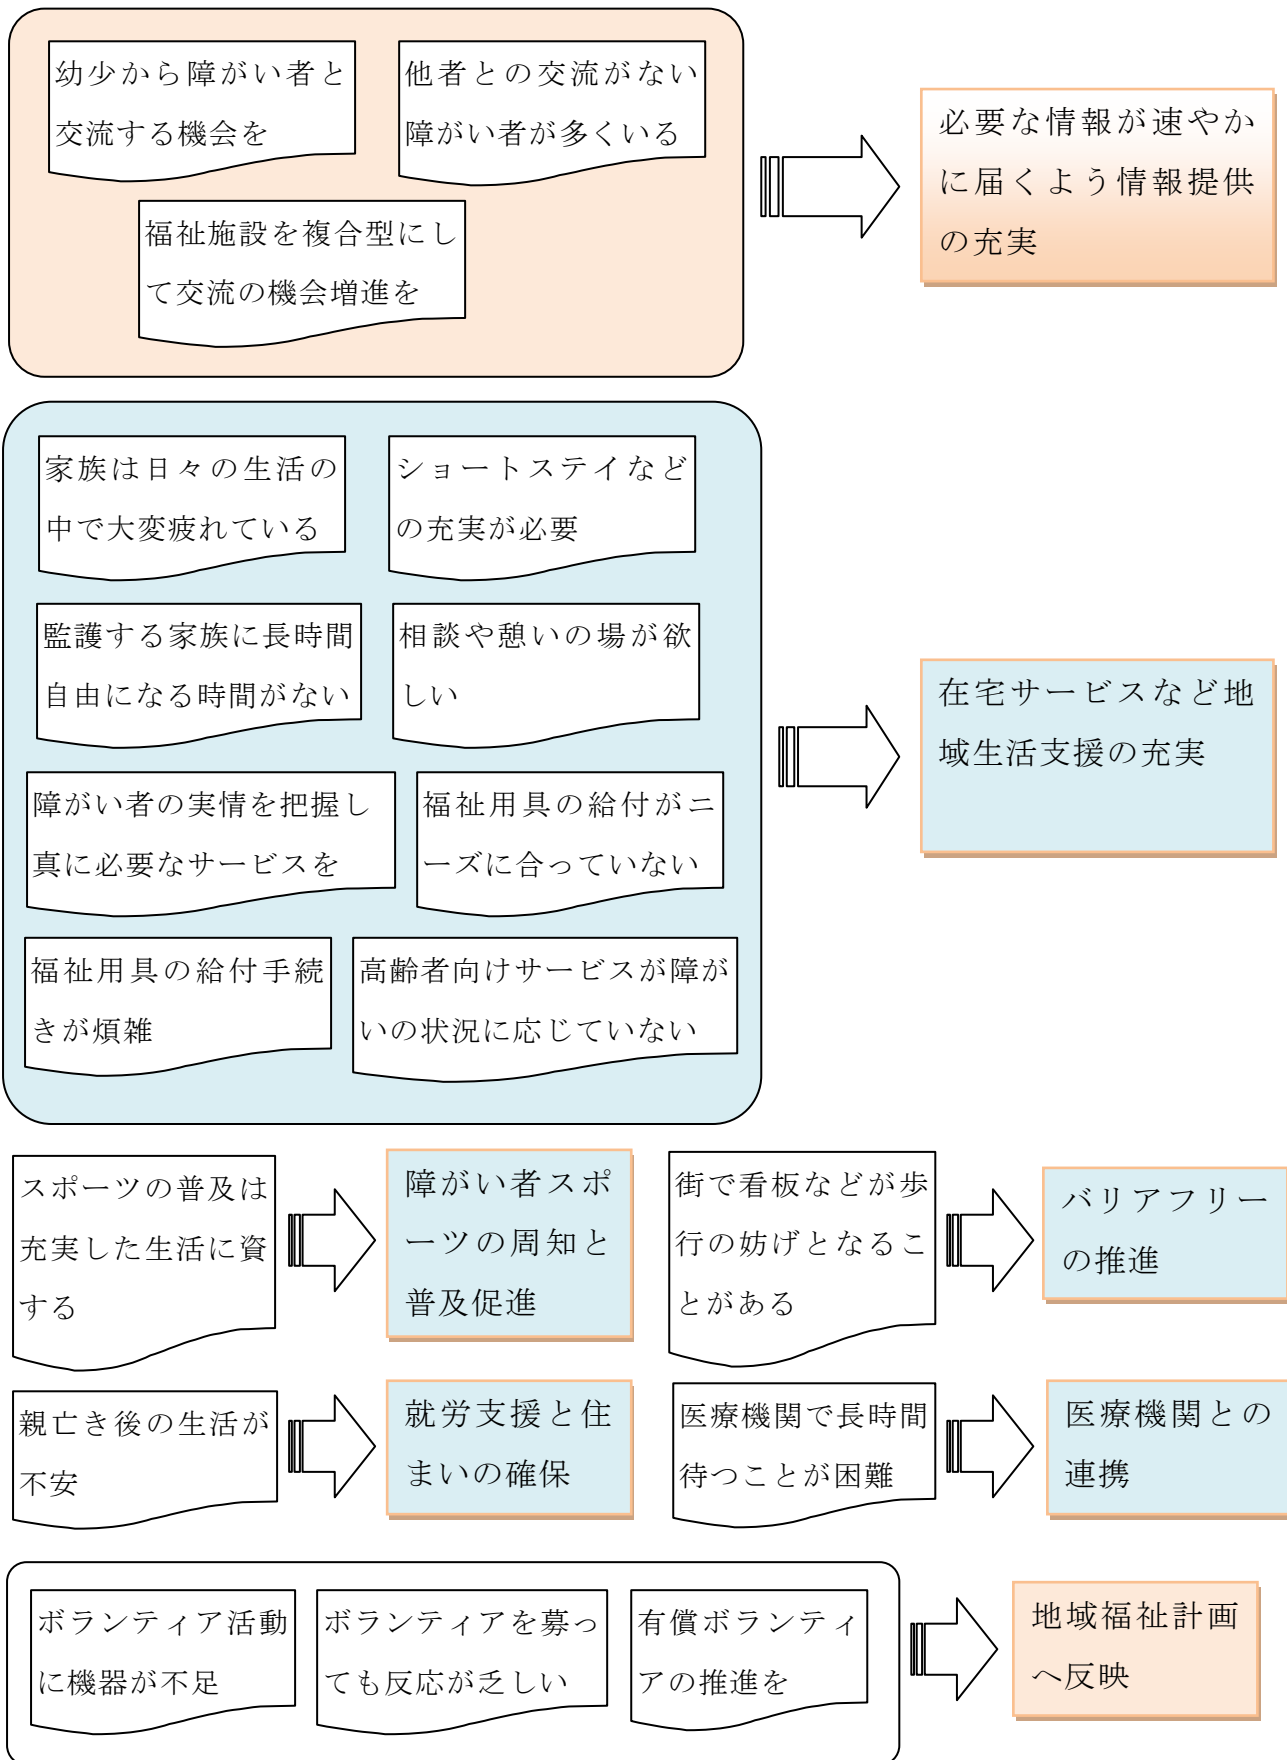 幼少から障がい者と
交流する機会を
他者との交流がない
障がい者が多くいる
福祉施設を複合型にし
て交流の機会増進を
必要な情報が速やか
に届くよう情報提供
の充実
家族は日々の生活の
中で大変疲れている
ショートステイなど
の充実が必要
監護する家族に長時間
自由になる時間がない
相談や憩いの場が欲
しい
障がい者の実情を把握し
真に必要なサービスを
福祉用具の給付がニ
ーズに合っていない
福祉用具の給付手続
きが煩雑
高齢者向けサービスが障が
いの状況に応じていない
在宅サービスなど地
域生活支援の充実
スポーツの普及は
充実した生活に資
する
障がい者スポ
ーツの周知と
普及促進
街で看板などが歩
行の妨げとなるこ
とがある
バリアフリー
の推進
親亡き後の生活が
不安
就労支援と住
まいの確保
医療機関で長時間
待つことが困難
医療機関との
連携
ボランティア活動
に機器が不足
ボランティアを募っ
ても反応が乏しい
有償ボランティ
アの推進を
地域福祉計画
へ反映